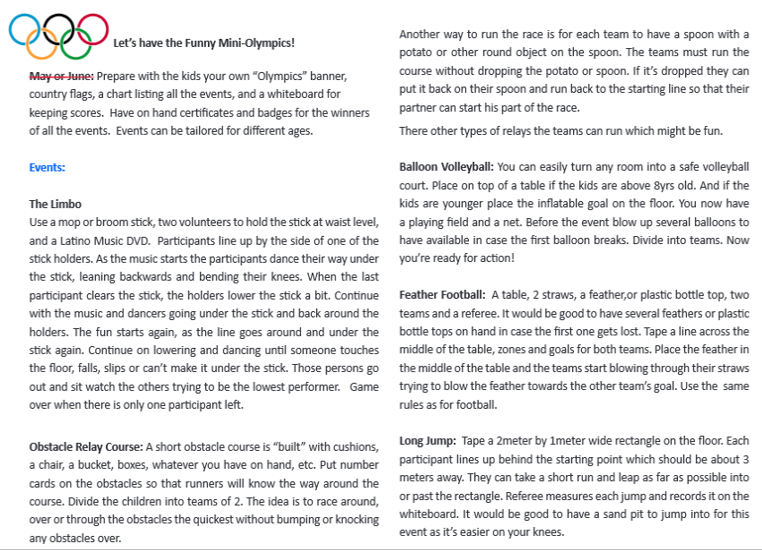 Let's have the Funny Mini-Olympics!
May or June: Prepare with the kids your own "Olympics" banner,
country flags, a chart listing all the events, and a whiteboard for
keeping scores.  Have on hand certificates and badges for the winners
of all the events.  Events can be tailored for different ages.
Events:
The Limbo
Use a mop or broom stick, two volunteers to hold the stick at waist level,
and a Latino Music DVD.  Participants line up by the side of one of the
stick holders. As the music starts the participants dance their way under
the stick, leaning backwards and bending their knees. When the last
participant clears the stick, the holders lower the stick a bit. Continue
with the music and dancers going under the stick and back around the
holders. The fun starts again, as the line goes around and under the
stick again. Continue on lowering and dancing until someone touches
the floor, falls, slips or can't make it under the stick. Those persons go
out and sit watch the others trying to be the lowest performer.   Game
over when there is only one participant left.
Obstacle Relay Course: A short obstacle course is "built" with cushions,
a chair, a bucket, boxes, whatever you have on hand, etc. Put number
cards on the obstacles so that runners will know the way around the
course. Divide the children into teams of 2. The idea is to race around,
over or through the obstacles the quickest without bumping or knocking
any obstacles over.
Another way to run the race is for each team to have a spoon with a
potato or other round object on the spoon. The teams must run the
course without dropping the potato or spoon. If it's dropped they can
put it back on their spoon and run back to the starting line so that their
partner can start his part of the race.
There other types of relays the teams can run which might be fun.
Balloon Volleyball: You can easily turn any room into a safe volleyball
court. Place on top of a table if the kids are above 8yrs old. And if the
kids are younger place the inflatable goal on the floor. You now have
a playing field and a net. Before the event blow up several balloons to
have available in case the first balloon breaks. Divide into teams. Now
you're ready for action!
Feather Football:  A table, 2 straws, a feather,or plastic bottle top, two
teams and a referee. It would be good to have several feathers or plastic
bottle tops on hand in case the first one gets lost. Tape a line across the
middle of the table, zones and goals for both teams. Place the feather in
the middle of the table and the teams start blowing through their straws
trying to blow the feather towards the other team's goal. Use the  same
rules as for football.
Long Jump:  Tape a 2meter by 1meter wide rectangle on the floor. Each
participant lines up behind the starting point which should be about 3
meters away. They can take a short run and leap as far as possible into
or past the rectangle. Referee measures each jump and records it on the
whiteboard. It would be good to have a sand pit to jump into for this
event as it's easier on your knees.